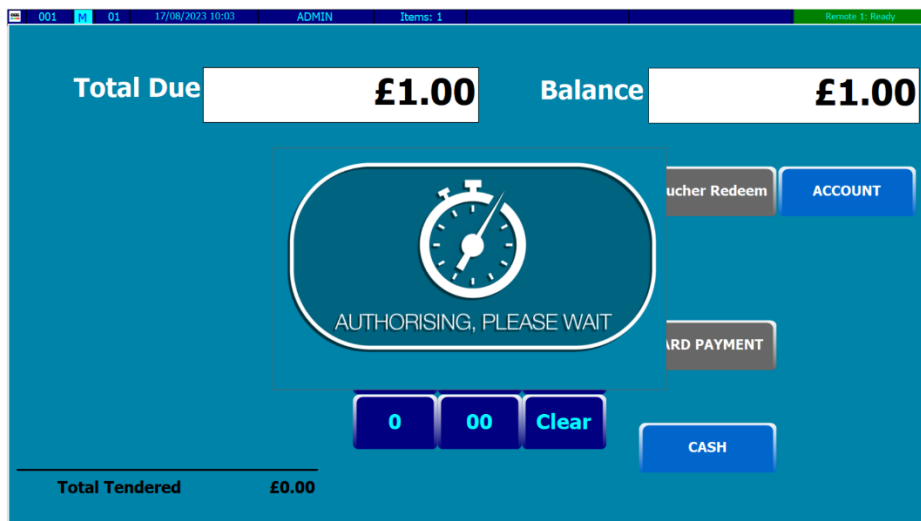 001 M 01 17/08/2023 10:03 ADMIN Items: 1 Remote 1: Ready
Total Due £1.00 Balance £1.00
ucher Redeem ACCOUNT
AUTHORISING, PLEASE WAIT
ARD PAYMENT
0 00 Clear
CASH
Total Tendered £0.00